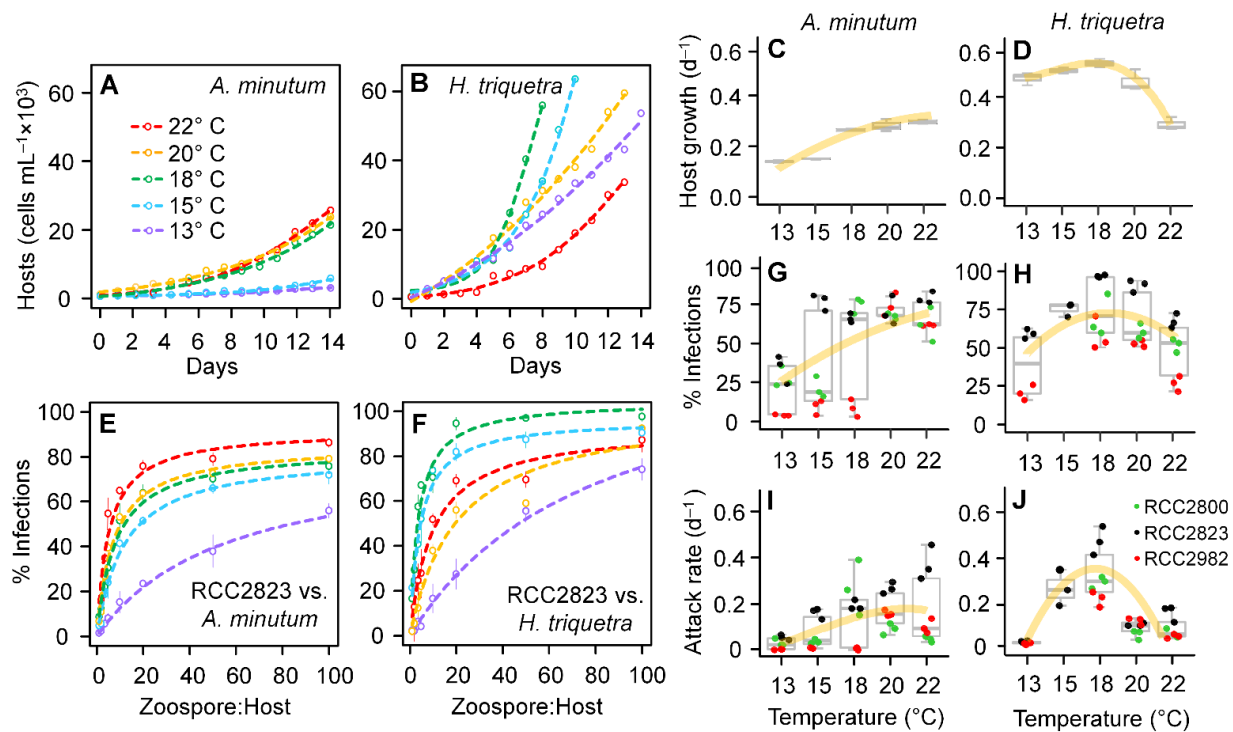 A A. minutum
Hosts (cells mL⁻¹×10³)
60
40
20
0
22° C
20° C
18° C
15° C
13° C
0 2 4 6 8 10 12 14
Days
B H. triquetra
60
40
20
0
0 2 4 6 8 10 12 14
Days
A. minutum
C
Host growth (d⁻¹)
0.6
0.4
0.2
0.0
13 15 18 20 22
H. triquetra
D
0.6
0.4
0.2
0.0
13 15 18 20 22
E
% Infections
100
80
60
40
20
0
RCC2823 vs.
A. minutum
0 20 40 60 80 100
Zoospore:Host
F
100
80
60
40
20
0
RCC2823 vs.
H. triquetra
0 20 40 60 80 100
Zoospore:Host
G
% Infections
100
75
50
25
0
13 15 18 20 22
H
100
75
50
25
0
13 15 18 20 22
I
Attack rate (d⁻¹)
0.6
0.4
0.2
0.0
13 15 18 20 22
Temperature (°C)
J
RCC2800
RCC2823
RCC2982
0.6
0.4
0.2
0.0
13 15 18 20 22
Temperature (°C)